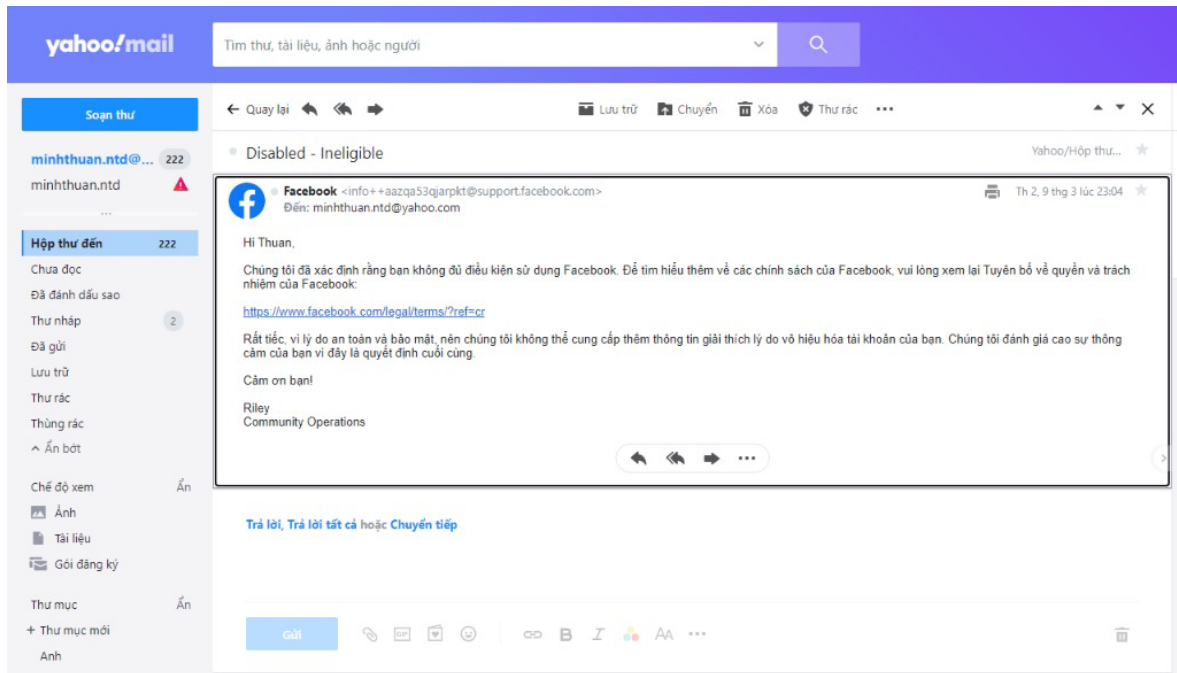 yahoo!mail
Tìm thư, tài liệu, ảnh hoặc người
Soạn thư
Quay lại
Lưu trữ
Chuyển
Xóa
Thư rác
minhthuan.ntd@... 222
minhthuan.ntd
Disabled - Ineligible
Yahoo/Hộp thư...
Facebook <info++aazqa53qjarpkt@support.facebook.com>
Đến: minhthuan.ntd@yahoo.com
Th 2, 9 thg 3 lúc 23:04
Hi Thuan,
Chúng tôi đã xác định rằng bạn không đủ điều kiện sử dụng Facebook. Để tìm hiểu thêm về các chính sách của Facebook, vui lòng xem lại Tuyên bố về quyền và trách
nhiệm của Facebook:
https://www.facebook.com/legal/terms/?ref=cr
Rất tiếc, vì lý do an toàn và bảo mật, nên chúng tôi không thể cung cấp thêm thông tin giải thích lý do vô hiệu hóa tài khoản của bạn. Chúng tôi đánh giá cao sự thông
cảm của bạn vì đây là quyết định cuối cùng.
Cảm ơn bạn!
Riley
Community Operations
Hộp thư đến 222
Chưa đọc
Đã đánh dấu sao
Thư nháp 2
Đã gửi
Lưu trữ
Thư rác
Thùng rác
Ẩn bớt
Chế độ xem Ẩn
Ảnh
Tài liệu
Gói đăng ký
Thư mục Ẩn
+ Thư mục mới
Anh
Trả lời, Trả lời tất cả hoặc Chuyển tiếp
Gửi
GIF
B I AA